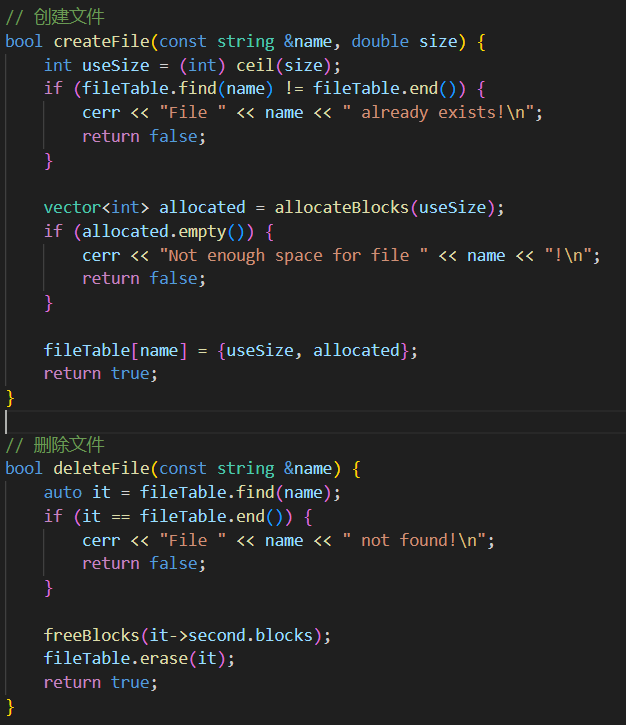 // 创建文件
bool createFile(const string &name, double size) {
    int useSize = (int) ceil(size);
    if (fileTable.find(name) != fileTable.end()) {
        cerr << "File " << name << " already exists!\n";
        return false;
    }

    vector<int> allocated = allocateBlocks(useSize);
    if (allocated.empty()) {
        cerr << "Not enough space for file " << name << "!\n";
        return false;
    }

    fileTable[name] = {useSize, allocated};
    return true;
}

// 删除文件
bool deleteFile(const string &name) {
    auto it = fileTable.find(name);
    if (it == fileTable.end()) {
        cerr << "File " << name << " not found!\n";
        return false;
    }

    freeBlocks(it->second.blocks);
    fileTable.erase(it);
    return true;
}